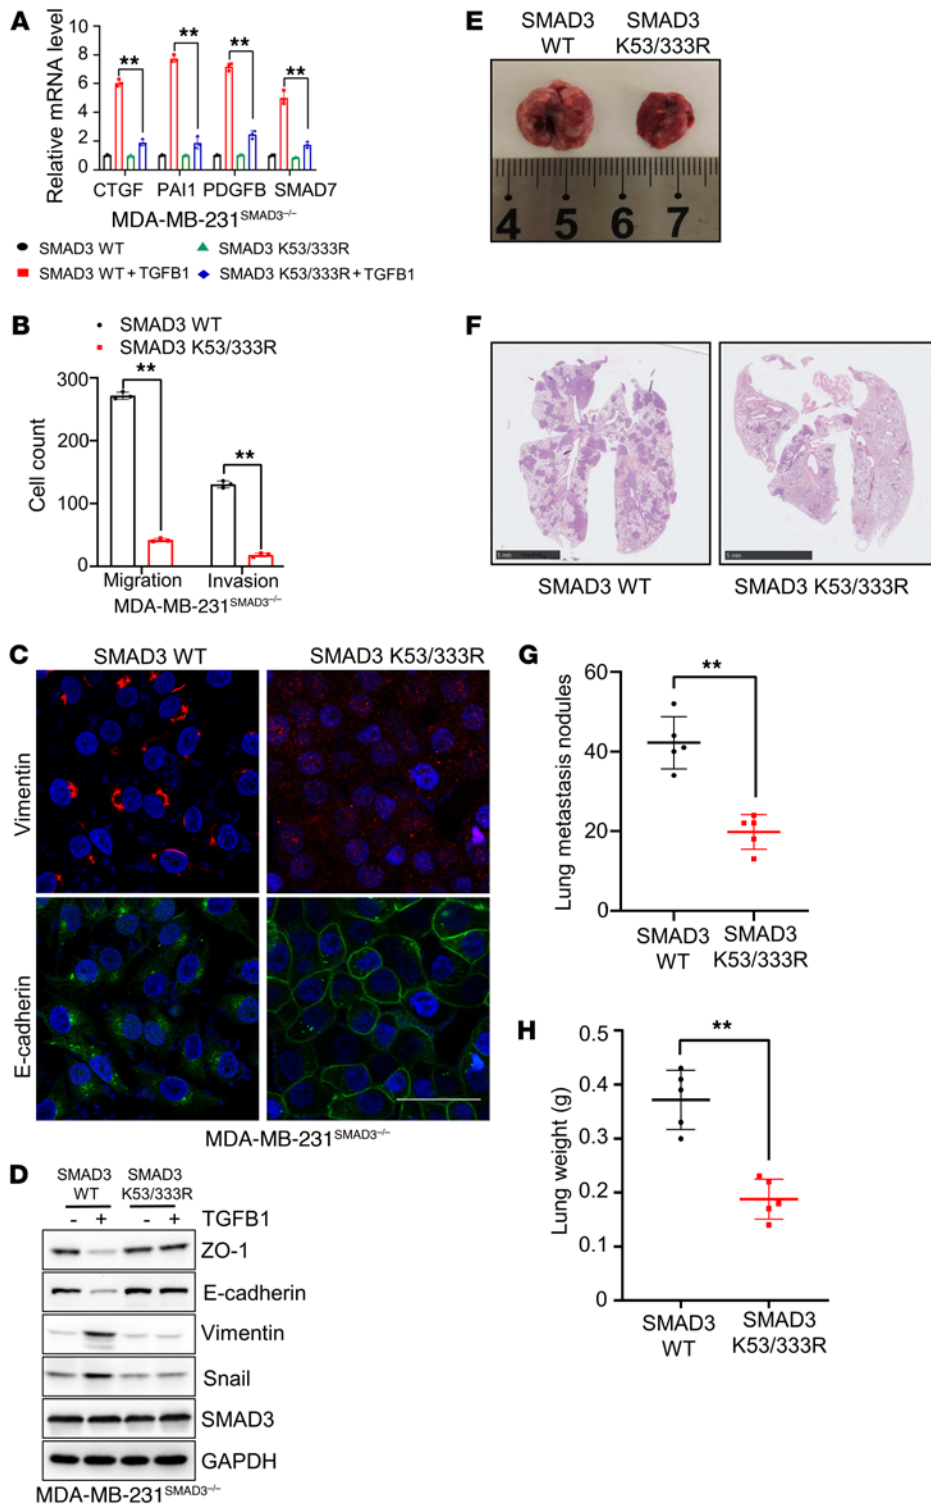 A
Relative mRNA level
8
6
4
2
0
CTGF PAI1 PDGFB SMAD7
** ** ** **
MDA-MB-231SMAD3–/–
SMAD3 WT
SMAD3 K53/333R
SMAD3 WT + TGFB1
SMAD3 K53/333R + TGFB1
B
SMAD3 WT
SMAD3 K53/333R
Cell count
300
200
100
0
**
**
Migration Invasion
MDA-MB-231SMAD3–/–
C
SMAD3 WT SMAD3 K53/333R
Vimentin
E-cadherin
MDA-MB-231SMAD3–/–
D
SMAD3
WT
SMAD3
K53/333R
- + - + TGFB1
ZO-1
E-cadherin
Vimentin
Snail
SMAD3
GAPDH
MDA-MB-231SMAD3–/–
E
SMAD3
WT
SMAD3
K53/333R
4 5 6 7
F
5 mm
5 mm
SMAD3 WT SMAD3 K53/333R
G
Lung metastasis nodules
60
40
20
0
**
SMAD3
WT
SMAD3
K53/333R
H
Lung weight (g)
0.5
0.4
0.3
0.2
0.1
0
**
SMAD3
WT
SMAD3
K53/333R